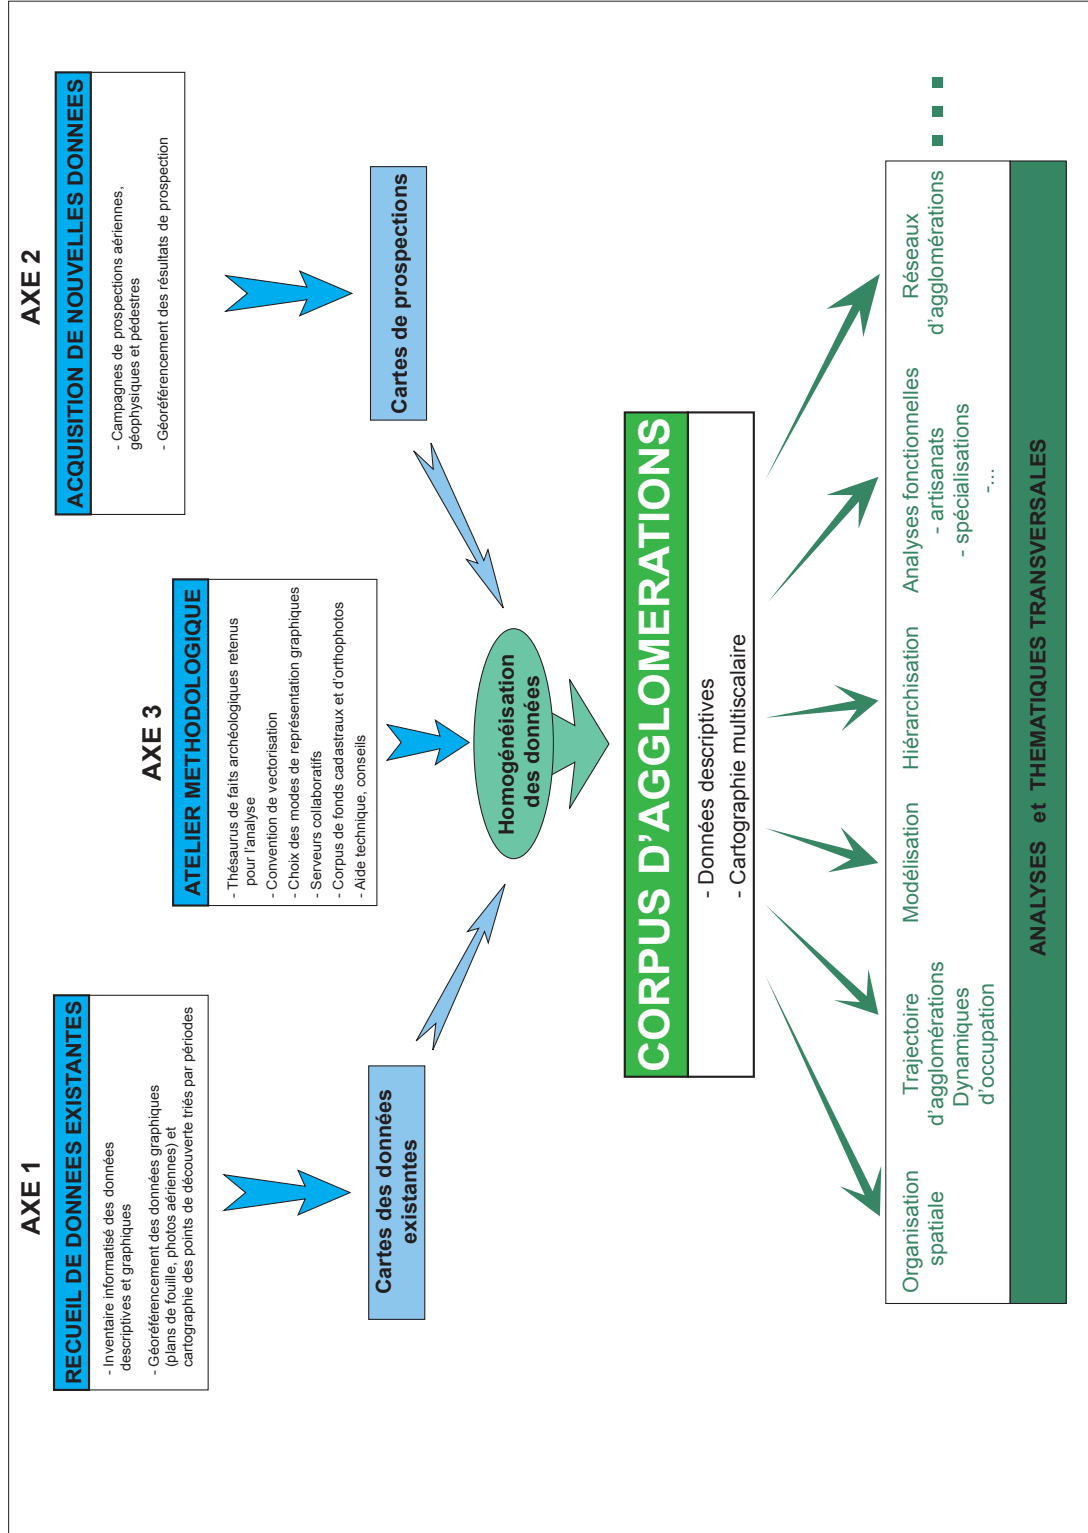 AXE 1
RECUEIL DE DONNEES EXISTANTES
- Inventaire informatisé des données
descriptives et graphiques
- Géoréférencement des données graphiques
(plans de fouille, photos aériennes) et
cartographie des points de découverte triés par périodes
Cartes des données
existantes
AXE 3
ATELIER METHODOLOGIQUE
- Thésaurus de faits archéologiques retenus
pour l'analyse
- Convention de vectorisation
- Choix des modes de représentation graphiques
- Serveurs collaboratifs
- Corpus de fonds cadastraux et d'orthophotos
- Aide technique, conseils
AXE 2
ACQUISITION DE NOUVELLES DONNEES
- Campagnes de prospections aériennes,
géophysiques et pédestres
- Géoréférencement des résultats de prospection
Cartes de prospections
Homogénéisation
des données
CORPUS D'AGGLOMERATIONS
- Données descriptives
- Cartographie multiscalaire
Organisation
spatiale
Trajectoire
d'agglomérations
Dynamiques
d'occupation
Modélisation
Hiérarchisation
Analyses fonctionnelles
- artisanats
- spécialisations
-...
Réseaux
d'agglomérations
ANALYSES et THEMATIQUES TRANSVERSALES